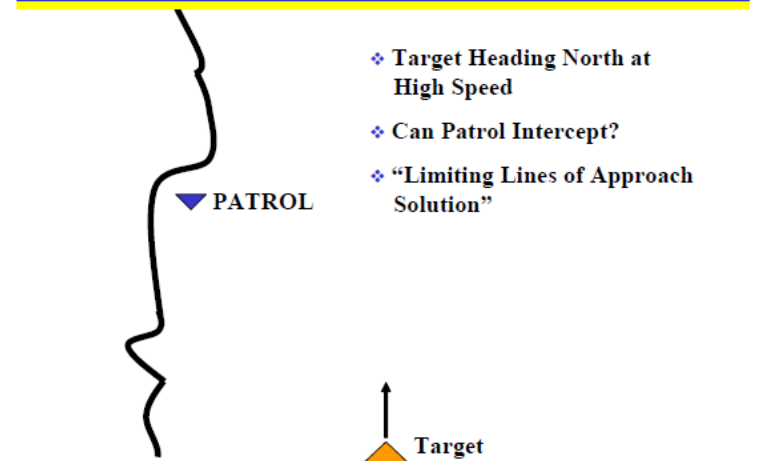 Target Heading North at
High Speed
Can Patrol Intercept?
“Limiting Lines of Approach
Solution”
PATROL
Target